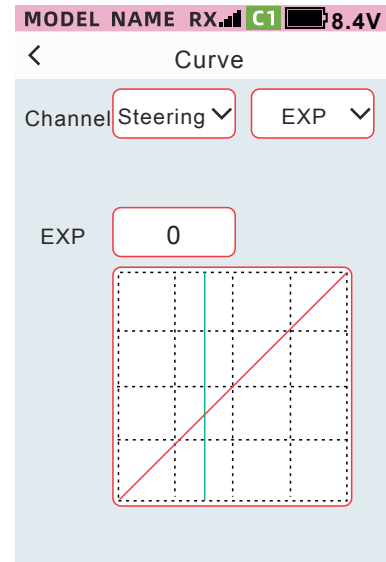 MODEL NAME RX C1 8.4V
Curve
Channel Steering EXP
EXP 0